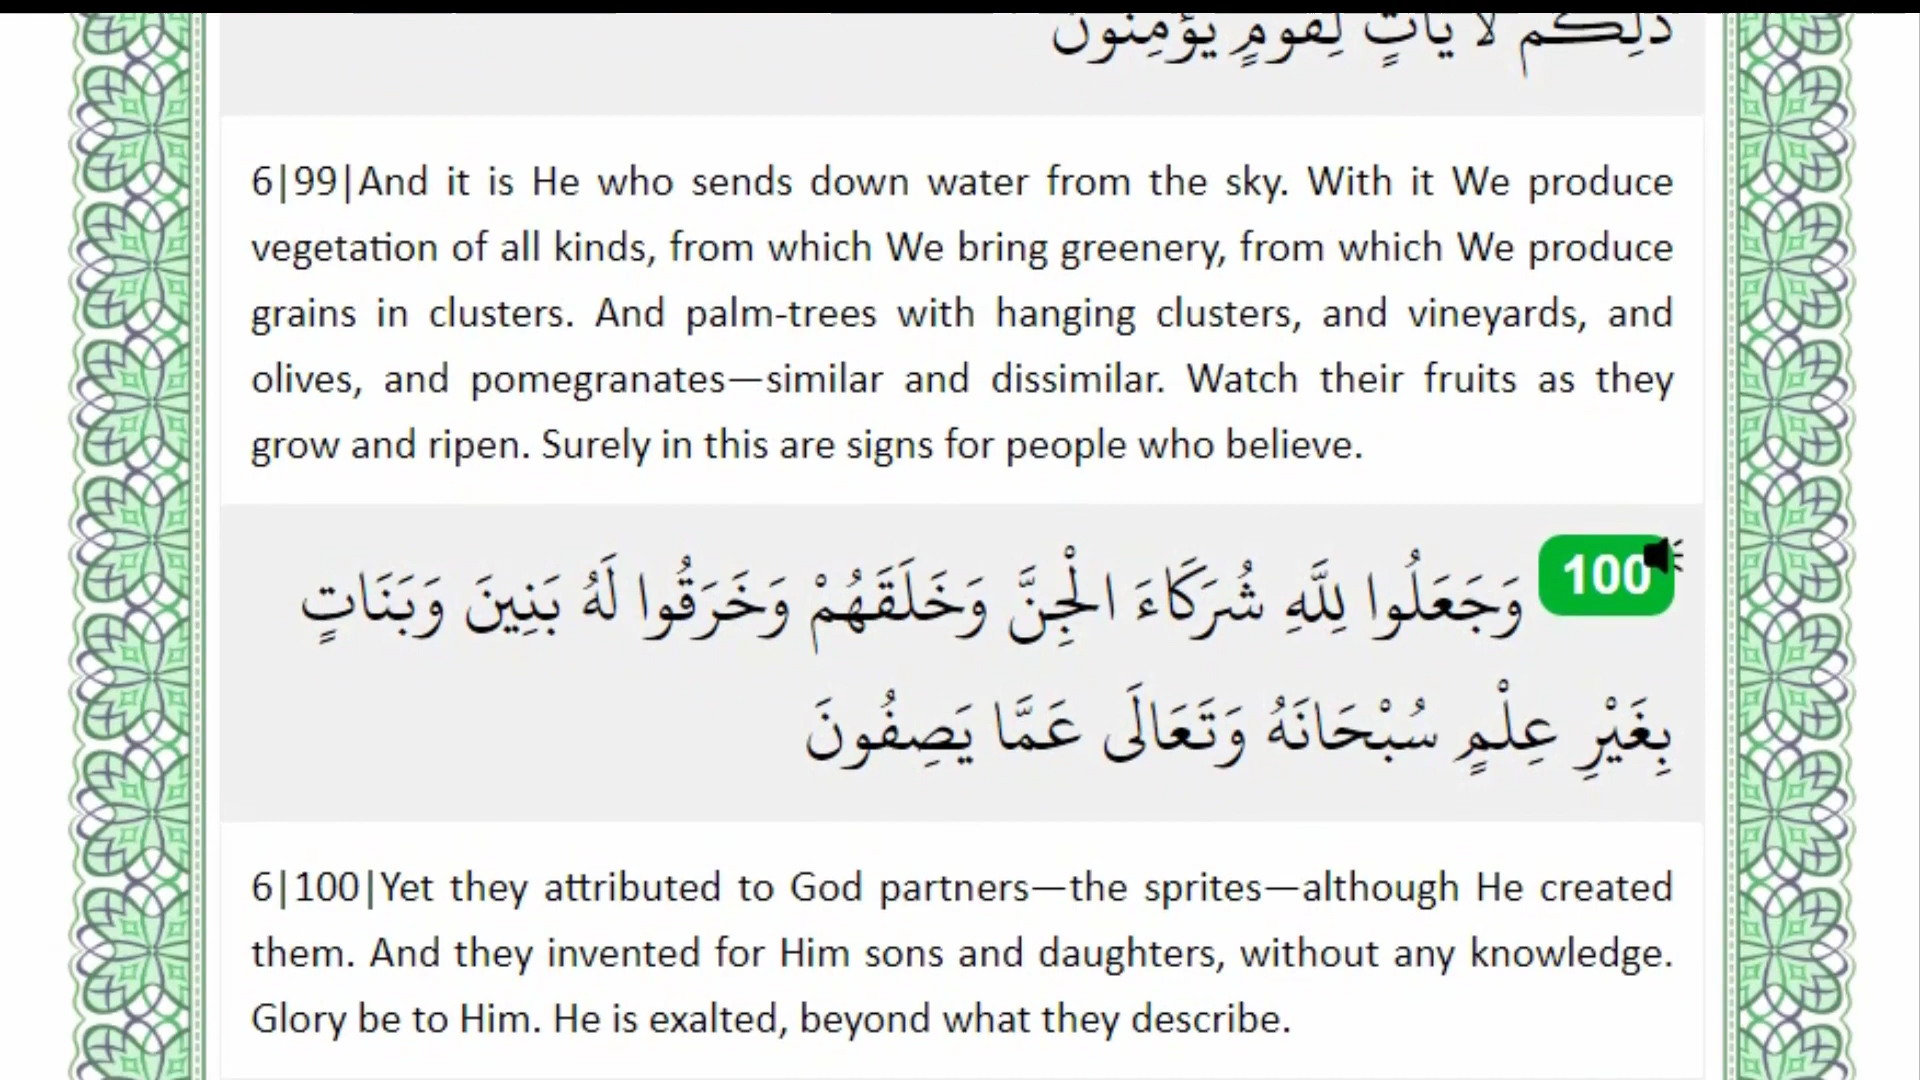 ذَلِكُمْ لَآيَاتٍ لِقَوْمٍ يُؤْمِنُونَ
6|99|And it is He who sends down water from the sky. With it We produce
vegetation of all kinds, from which We bring greenery, from which We produce
grains in clusters. And palm-trees with hanging clusters, and vineyards, and
olives, and pomegranates—similar and dissimilar. Watch their fruits as they
grow and ripen. Surely in this are signs for people who believe.
100 وَجَعَلُوا لِلَّهِ شُرَكَاءَ الْجِنَّ وَخَلَقَهُمْ وَخَرَقُوا لَهُ بَنِينَ وَبَنَاتٍ
بِغَيْرِ عِلْمٍ سُبْحَانَهُ وَتَعَالَى عَمَّا يَصِفُونَ
6|100|Yet they attributed to God partners—the sprites—although He created
them. And they invented for Him sons and daughters, without any knowledge.
Glory be to Him. He is exalted, beyond what they describe.